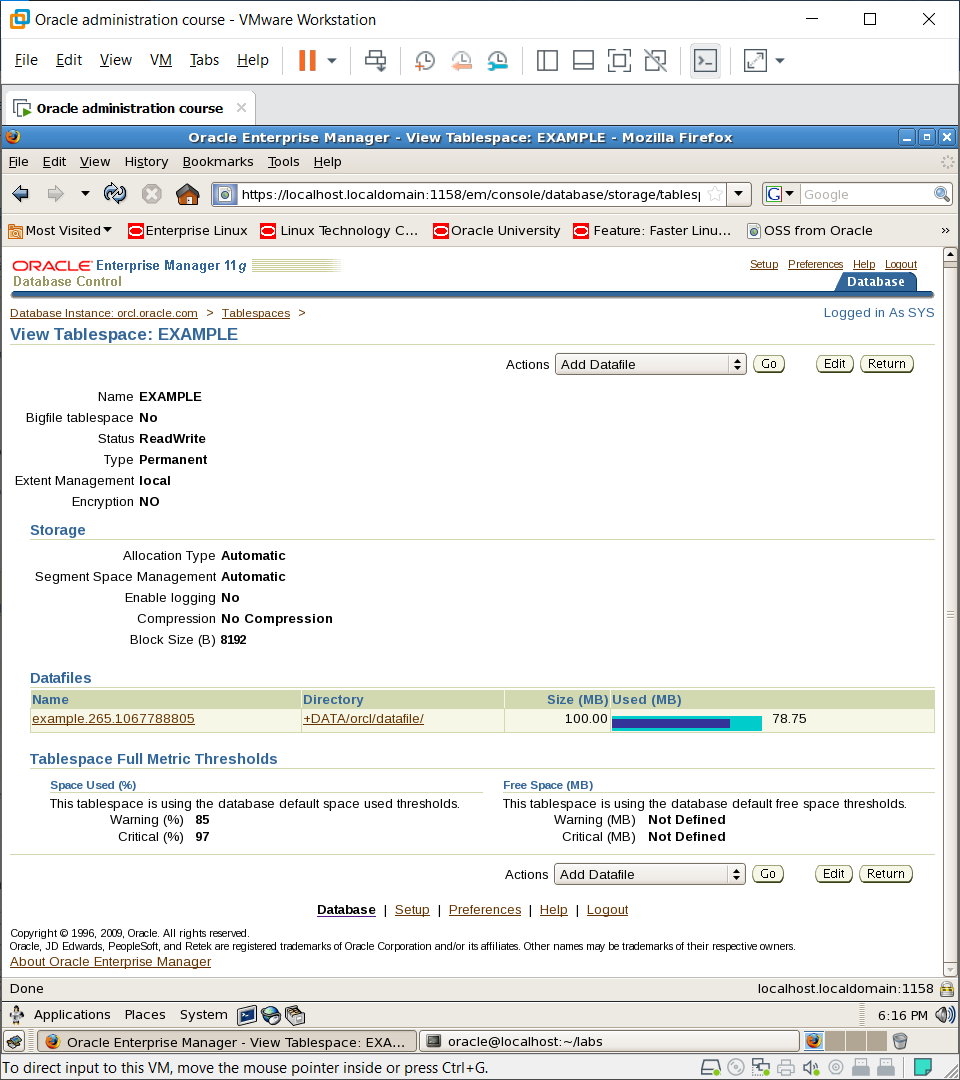 Oracle administration course - VMware Workstation
File Edit View VM Tabs Help
Oracle administration course
Oracle Enterprise Manager - View Tablespace: EXAMPLE - Mozilla Firefox
File Edit View History Bookmarks Tools Help
https://localhost.localdomain:1158/em/console/database/storage/tablesp
G Google
Most Visited Enterprise Linux Linux Technology C... Oracle University Feature: Faster Linu... OSS from Oracle »
ORACLE Enterprise Manager 11g
Database Control
Setup Preferences Help Logout
Database
Database Instance: orcl.oracle.com > Tablespaces >
Logged in As SYS
View Tablespace: EXAMPLE
Actions Add Datafile Go Edit Return
Name EXAMPLE
Bigfile tablespace No
Status ReadWrite
Type Permanent
Extent Management local
Encryption NO
Storage
Allocation Type Automatic
Segment Space Management Automatic
Enable logging No
Compression No Compression
Block Size (B) 8192
Datafiles
Name Directory Size (MB) Used (MB)
example.265.1067788805 +DATA/orcl/datafile/ 100.00 78.75
Tablespace Full Metric Thresholds
Space Used (%)
This tablespace is using the database default space used thresholds.
Warning (%) 85
Critical (%) 97
Free Space (MB)
This tablespace is using the database default free space thresholds.
Warning (MB) Not Defined
Critical (MB) Not Defined
Actions Add Datafile Go Edit Return
Database | Setup | Preferences | Help | Logout
Copyright © 1996, 2009, Oracle. All rights reserved.
Oracle, JD Edwards, PeopleSoft, and Retek are registered trademarks of Oracle Corporation and/or its affiliates. Other names may be trademarks of their respective owners.
About Oracle Enterprise Manager
Done localhost.localdomain:1158
Applications Places System 6:16 PM
Oracle Enterprise Manager - View Tablespace: EXA... oracle@localhost:~/labs
To direct input to this VM, move the mouse pointer inside or press Ctrl+G.